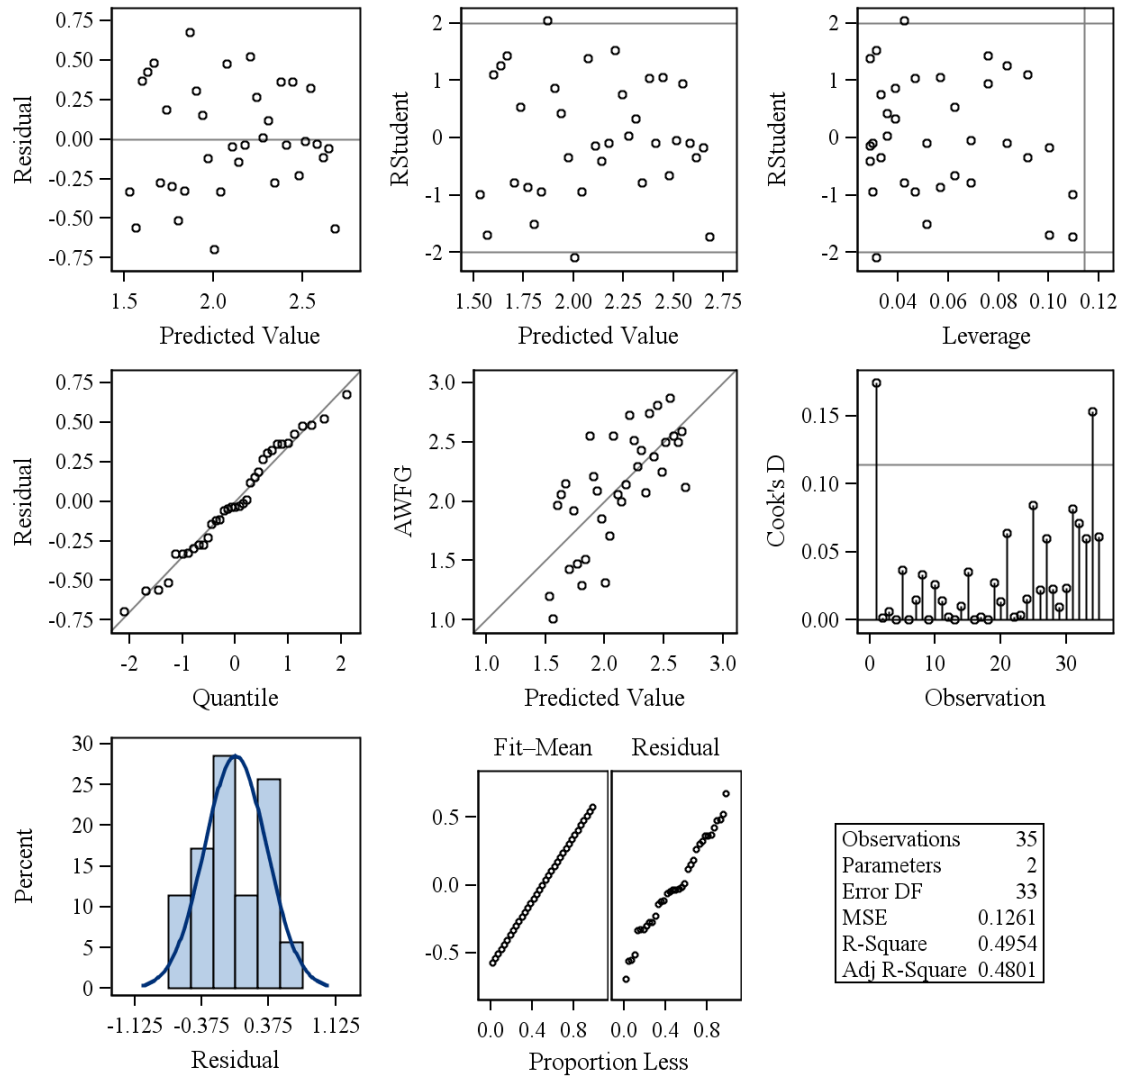 0.75
0.50
0.25
0.00
-0.25
-0.50
-0.75
Residual
1.5 2.0 2.5
Predicted Value
2
1
0
-1
-2
RStudent
1.50 1.75 2.00 2.25 2.50 2.75
Predicted Value
2
1
0
-1
-2
RStudent
0.04 0.06 0.08 0.10 0.12
Leverage
0.75
0.50
0.25
0.00
-0.25
-0.50
-0.75
Residual
-2 -1 0 1 2
Quantile
3.0
2.5
2.0
1.5
1.0
AWFG
1.0 1.5 2.0 2.5 3.0
Predicted Value
0.15
0.10
0.05
0.00
Cook's D
0 10 20 30
Observation
30
25
20
15
10
5
0
Percent
-1.125 -0.375 0.375 1.125
Residual
Fit–Mean Residual
0.5
0.0
-0.5
0.0 0.4 0.8 0.0 0.4 0.8
Proportion Less
Observations 35
Parameters 2
Error DF 33
MSE 0.1261
R-Square 0.4954
Adj R-Square 0.4801